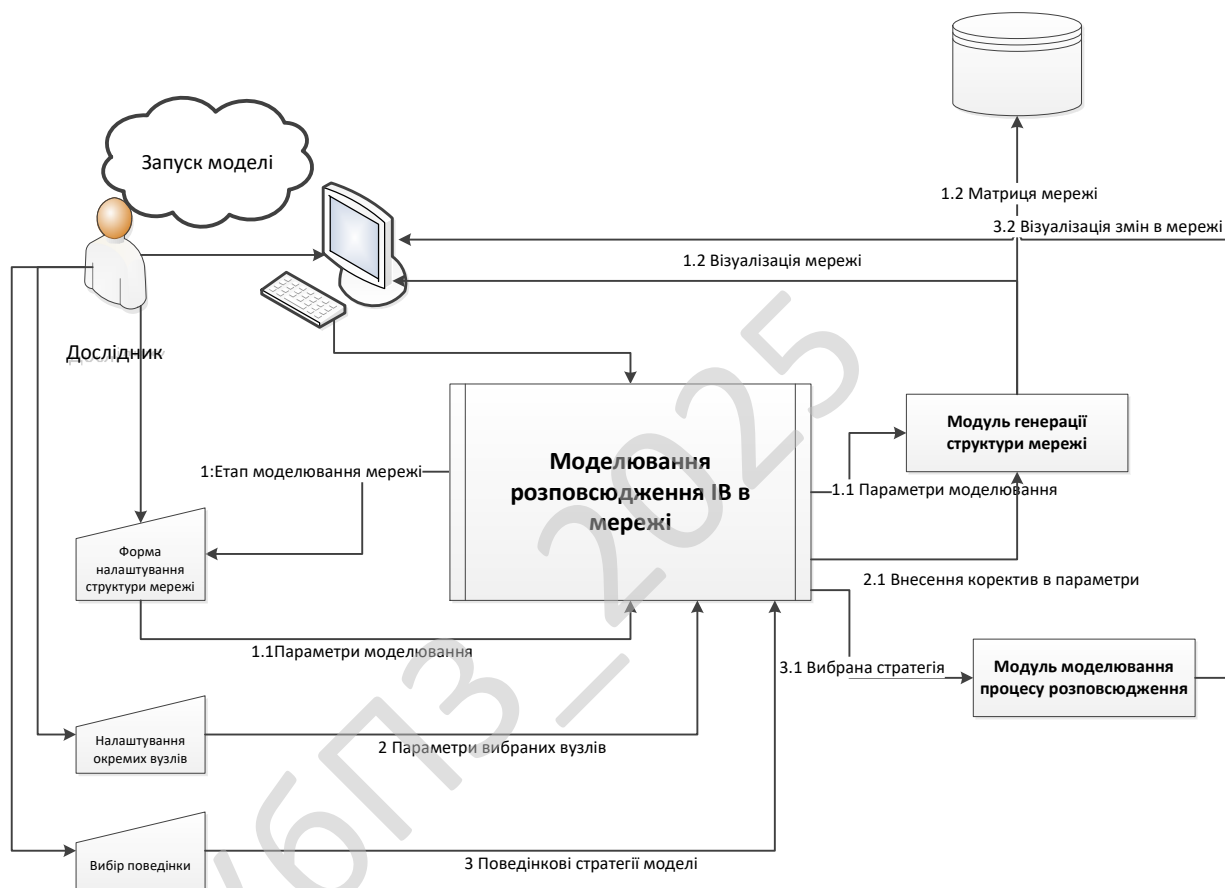 Запуск моделі
1.2 Матриця мережі
3.2 Візуалізація змін в мережі
1.2 Візуалізація мережі
Дослідник
Модуль генерації
структури мережі
1:Етап моделювання мережі
Моделювання
розповсюдження ІВ в
мережі
1.1 Параметри моделювання
Форма
налаштування
структури мережі
2.1 Внесення коректив в параметри
1.1Параметри моделювання
3.1 Вибрана стратегія
Модуль моделювання
процесу розповсюдження
Налаштування
окремих вузлів
2 Параметри вибраних вузлів
Вибір поведінки
3 Поведінкові стратегії моделі